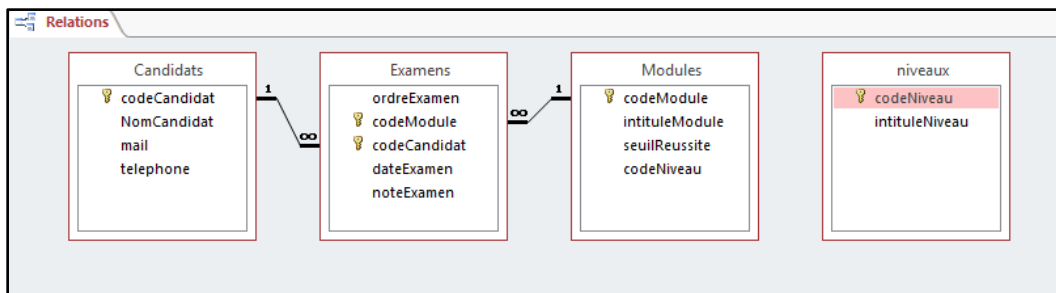 Relations
Candidats
codeCandidat
NomCandidat
mail
telephone
1
∞
Examens
ordreExamen
codeModule
codeCandidat
dateExamen
noteExamen
∞
1
Modules
codeModule
intituleModule
seuilReussite
codeNiveau
niveaux
codeNiveau
intituleNiveau